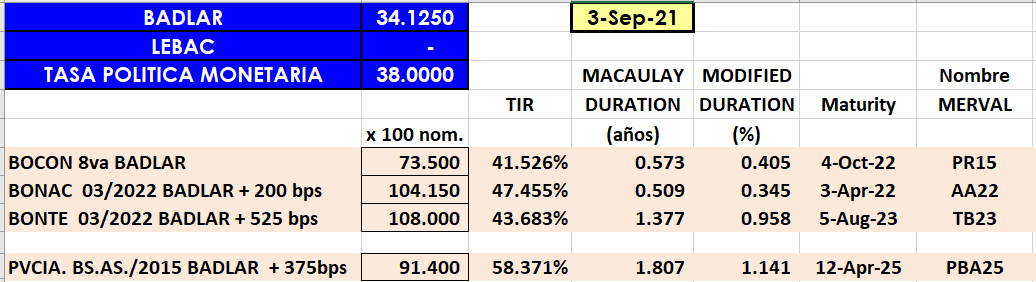 BADLAR 34.1250 3-Sep-21
LEBAC -
TASA POLITICA MONETARIA 38.0000 MACAULAY MODIFIED Nombre
TIR DURATION DURATION Maturity MERVAL
x 100 nom. (años) (%)
BOCON 8va BADLAR 73.500 41.526% 0.573 0.405 4-Oct-22 PR15
BONAC 03/2022 BADLAR + 200 bps 104.150 47.455% 0.509 0.345 3-Apr-22 AA22
BONTE 03/2022 BADLAR + 525 bps 108.000 43.683% 1.377 0.958 5-Aug-23 TB23
PVCIA. BS.AS./2015 BADLAR + 375bps 91.400 58.371% 1.807 1.141 12-Apr-25 PBA25